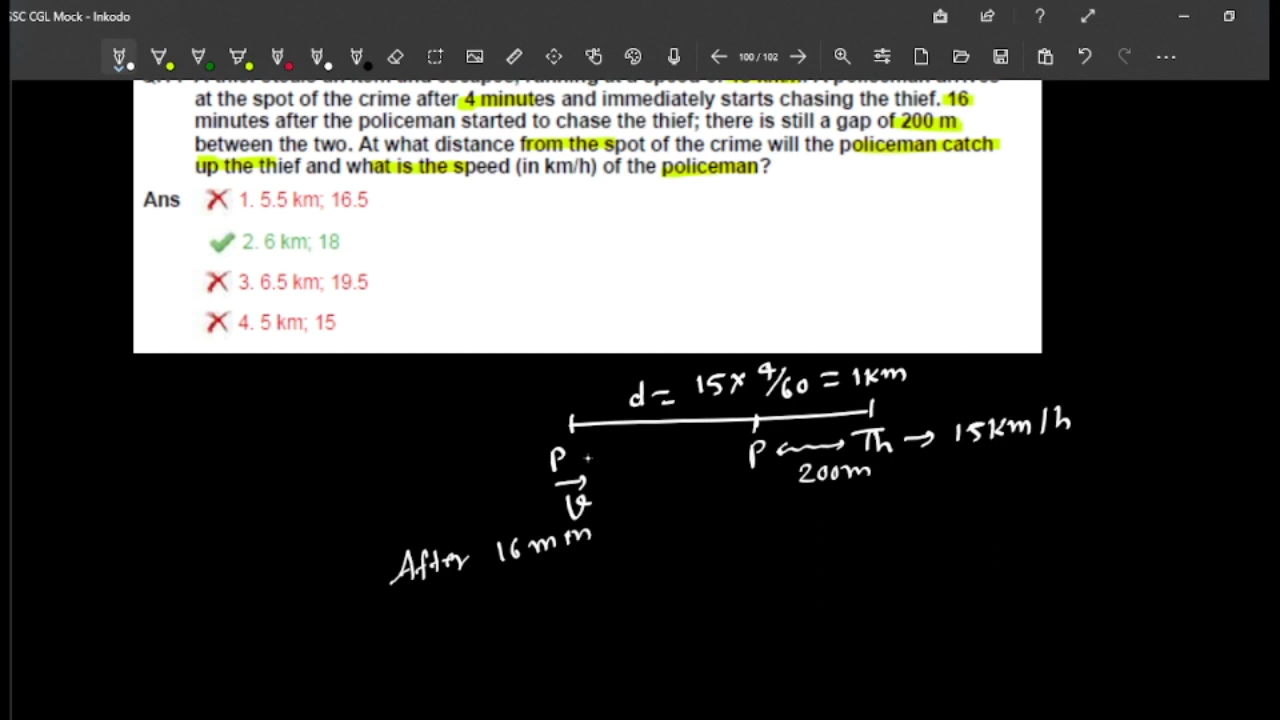 SSC CGL Mock - Inkodo
100 / 102
at the spot of the crime after 4 minutes and immediately starts chasing the thief. 16
minutes after the policeman started to chase the thief; there is still a gap of 200 m
between the two. At what distance from the spot of the crime will the policeman catch
up the thief and what is the speed (in km/h) of the policeman?
Ans 1. 5.5 km; 16.5
2. 6 km; 18
3. 6.5 km; 19.5
4. 5 km; 15
d = 15 x 4/60 = 1km
P P Th → 15km/h
200m
V
After 16 min